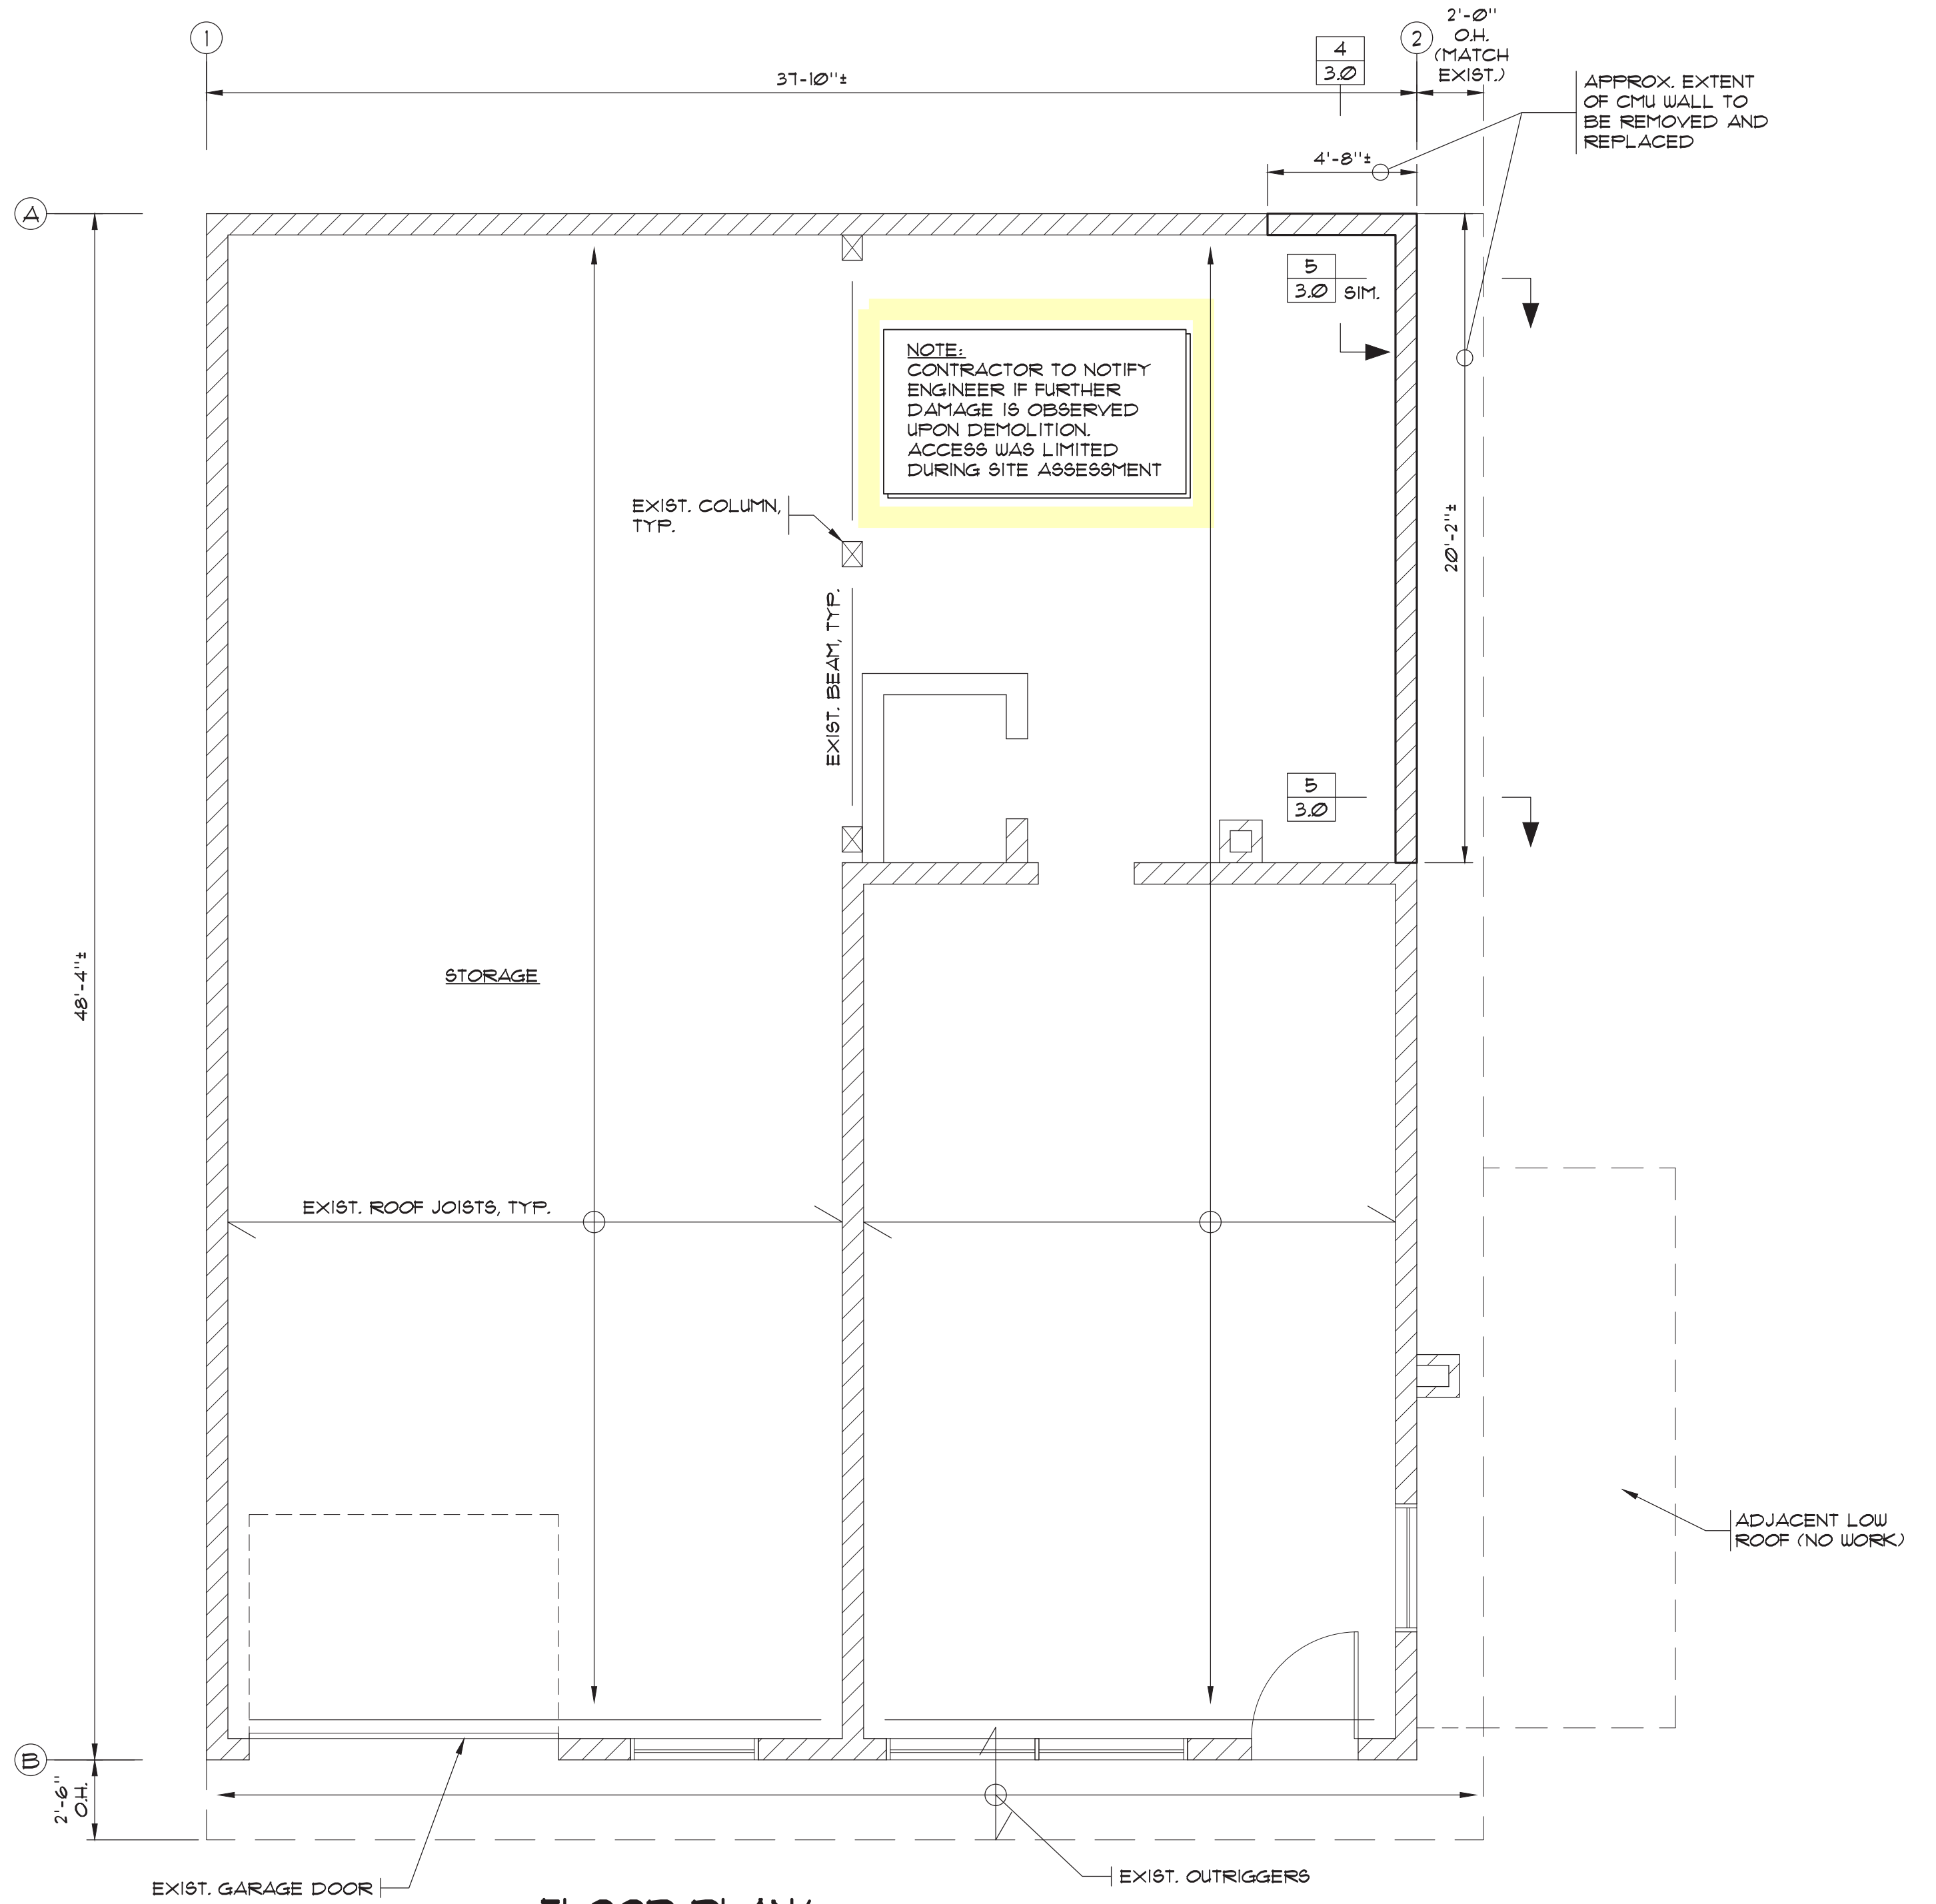 1
2
2'-0"
O.H.
(MATCH
EXIST.)
4
3.0
37-10"±
APPROX. EXTENT
OF CMU WALL TO
BE REMOVED AND
REPLACED
4'-8"±
A
5
3.0 SIM.
NOTE:
CONTRACTOR TO NOTIFY
ENGINEER IF FURTHER
DAMAGE IS OBSERVED
UPON DEMOLITION.
ACCESS WAS LIMITED
DURING SITE ASSESSMENT
EXIST. COLUMN,
TYP.
20'-2"±
EXIST. BEAM, TYP.
5
3.0
48'-4"±
STORAGE
EXIST. ROOF JOISTS, TYP.
ADJACENT LOW
ROOF (NO WORK)
B
2'-6"
O.H.
EXIST. GARAGE DOOR
EXIST. OUTRIGGERS
FLOOR PLAN